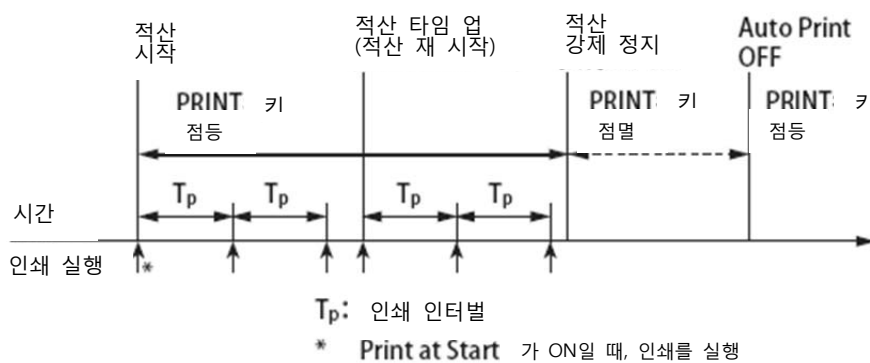 적산
시작
적산 타임 업
(적산 재 시작)
적산
강제 정지
Auto Print
OFF
PRINT 키
점등
PRINT 키
점멸
PRINT 키
점등
Tp Tp Tp Tp
시간
인쇄 실행
*
Tp: 인쇄 인터벌
* Print at Start 가 ON일 때, 인쇄를 실행